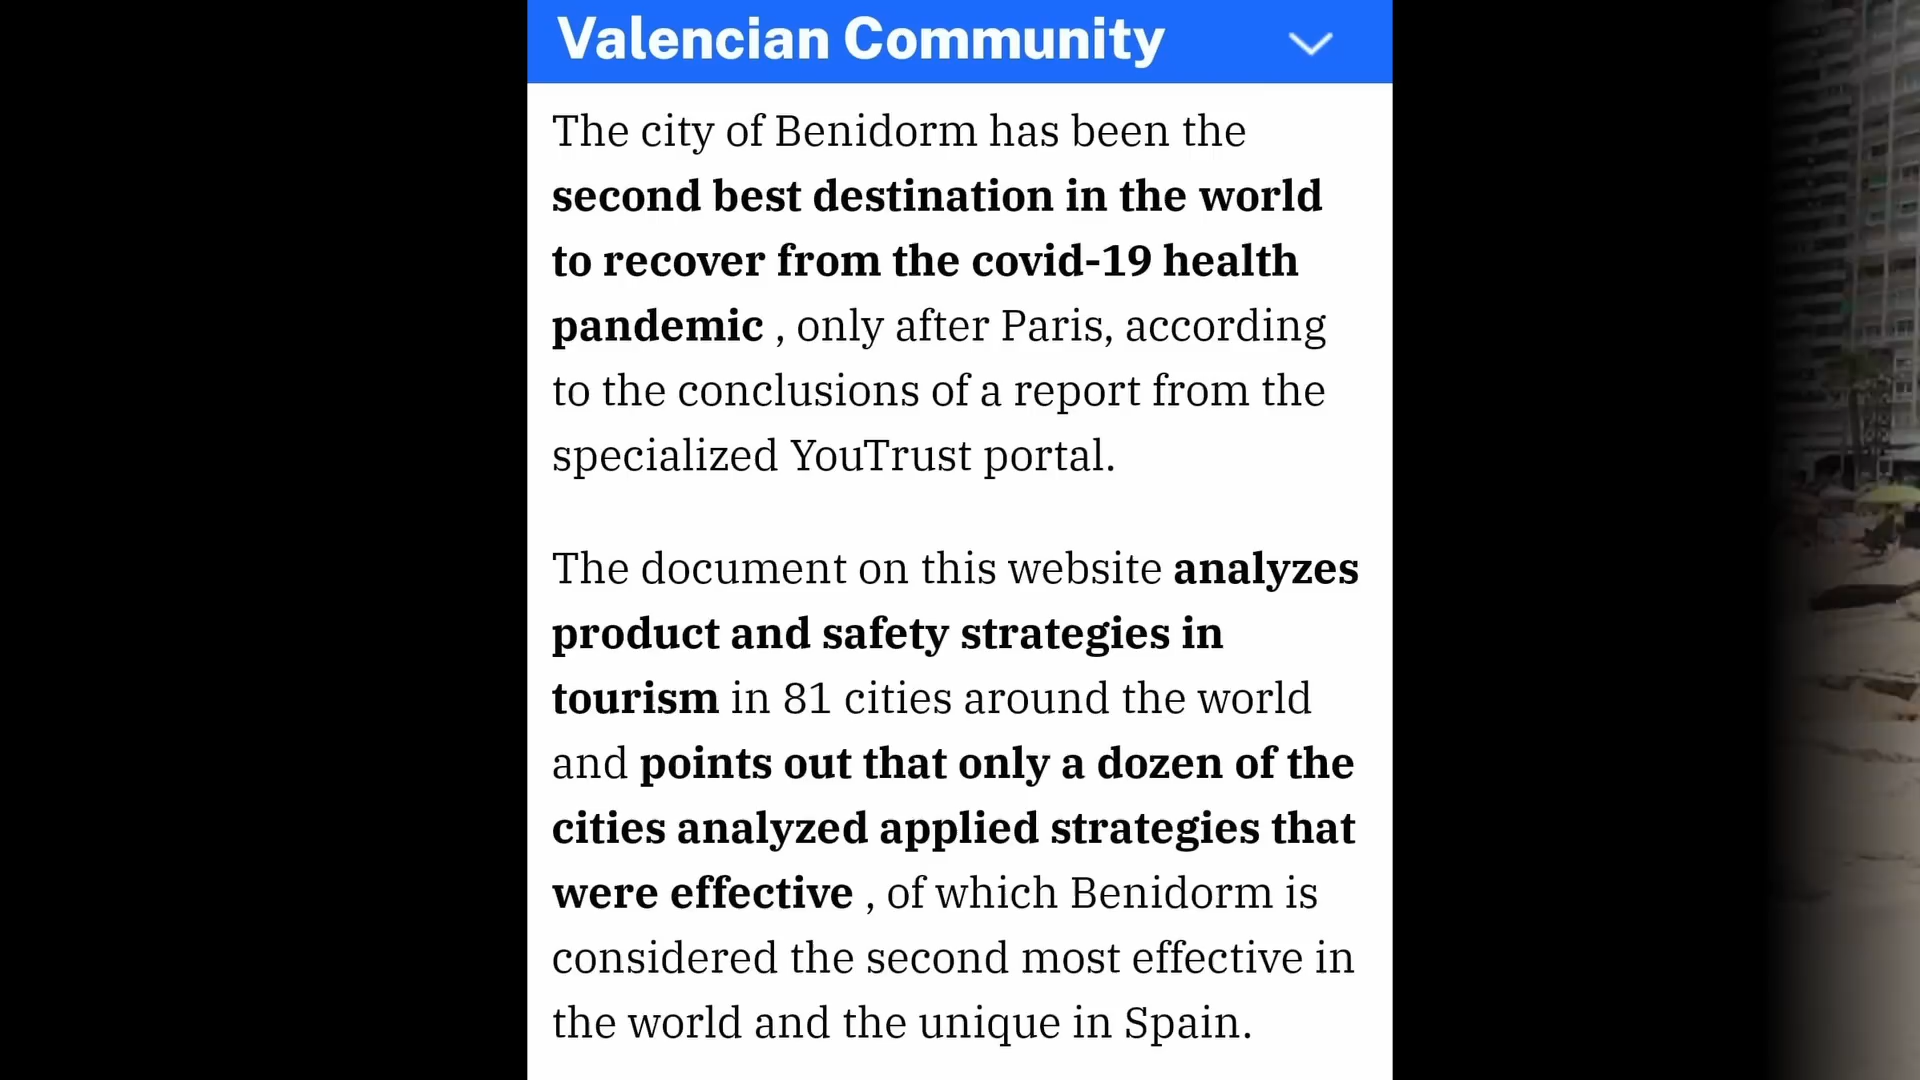 Valencian Community
The city of Benidorm has been the
second best destination in the world
to recover from the covid-19 health
pandemic , only after Paris, according
to the conclusions of a report from the
specialized YouTrust portal.
The document on this website analyzes
product and safety strategies in
tourism in 81 cities around the world
and points out that only a dozen of the
cities analyzed applied strategies that
were effective , of which Benidorm is
considered the second most effective in
the world and the unique in Spain.